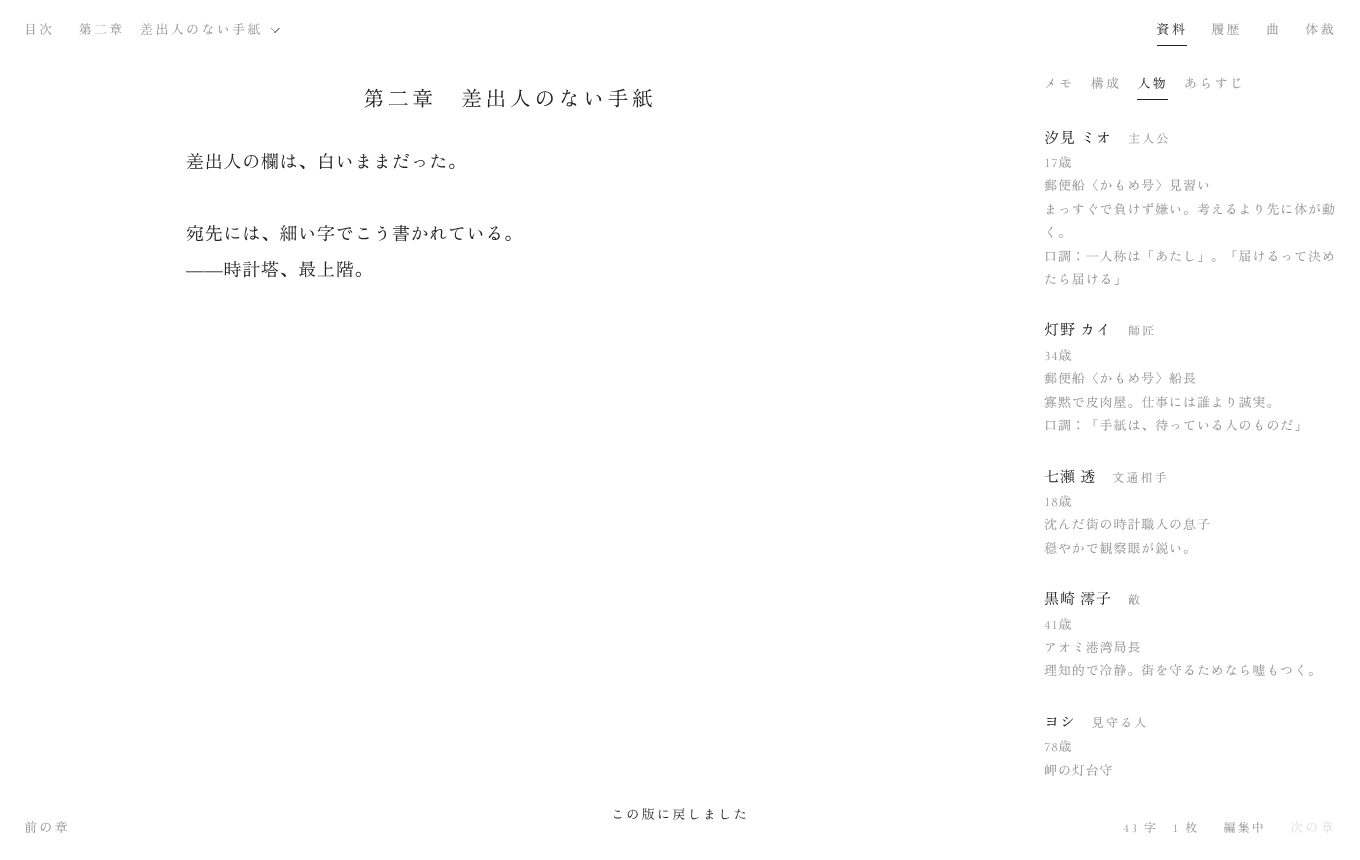 目次 第二章 差出人のない手紙
資料 履歴 曲 体裁
第二章 差出人のない手紙
差出人の欄は、白いままだった。
宛先には、細い字でこう書かれている。
——時計塔、最上階。
メモ 構成 人物 あらすじ
汐見 ミオ 主人公
17歳
郵便船〈かもめ号〉見習い
まっすぐで負けず嫌い。考えるより先に体が動
く。
口調：一人称は「あたし」。「届けるって決め
たら届ける」
灯野 カイ 師匠
34歳
郵便船〈かもめ号〉船長
寡黙で皮肉屋。仕事には誰より誠実。
口調：「手紙は、待っている人のものだ」
七瀬 透 文通相手
18歳
沈んだ街の時計職人の息子
穏やかで観察眼が鋭い。
黒崎 澪子 敵
41歳
アオミ港湾局長
理知的で冷静。街を守るためなら嘘もつく。
ヨシ 見守る人
78歳
岬の灯台守
この版に戻しました
前の章
43 字 1 枚 編集中 次の章